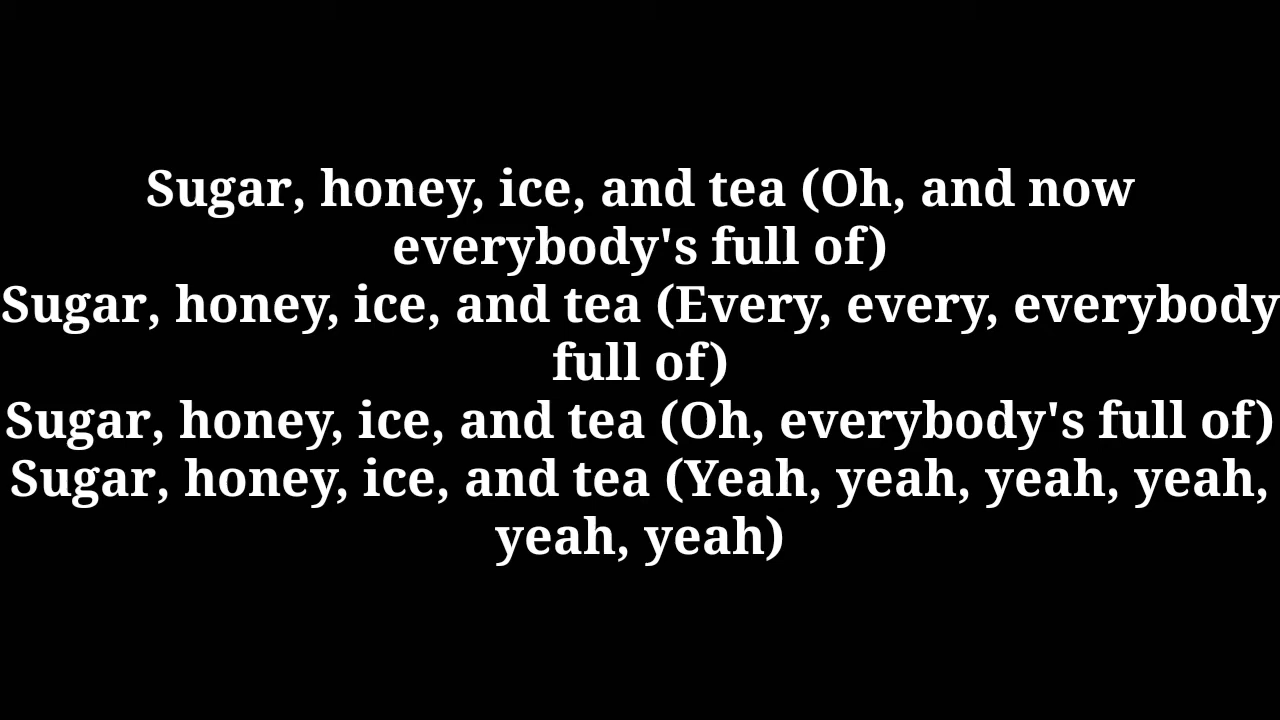 Sugar, honey, ice, and tea (Oh, and now
everybody's full of)
Sugar, honey, ice, and tea (Every, every, everybody
full of)
Sugar, honey, ice, and tea (Oh, everybody's full of)
Sugar, honey, ice, and tea (Yeah, yeah, yeah, yeah,
yeah, yeah)